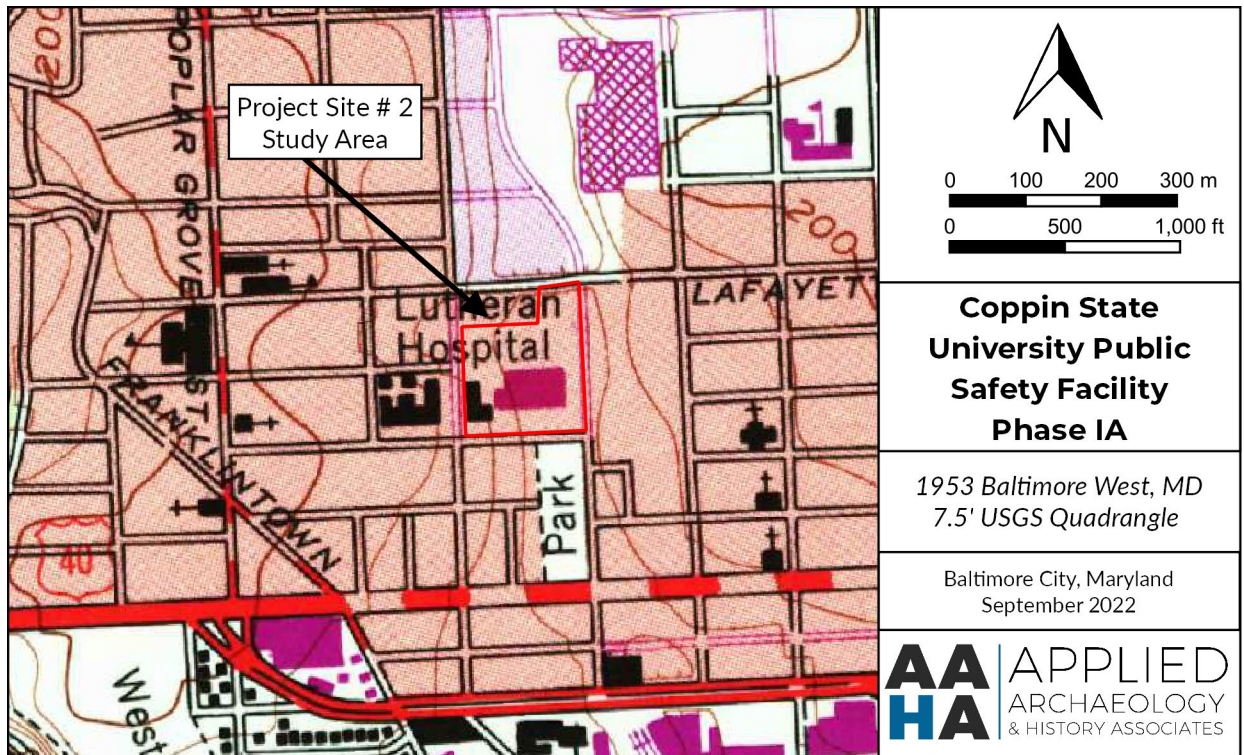 200
POPLAR GROVE ST
Project Site # 2
Study Area
200
LAFAYET
Lutheran
Hospital
FRANKLINTOWN
Park
40
West
N
0 100 200 300 m
0 500 1,000 ft
Coppin State
University Public
Safety Facility
Phase IA
1953 Baltimore West, MD
7.5' USGS Quadrangle
Baltimore City, Maryland
September 2022
AA
HA
APPLIED
ARCHAEOLOGY
& HISTORY ASSOCIATES